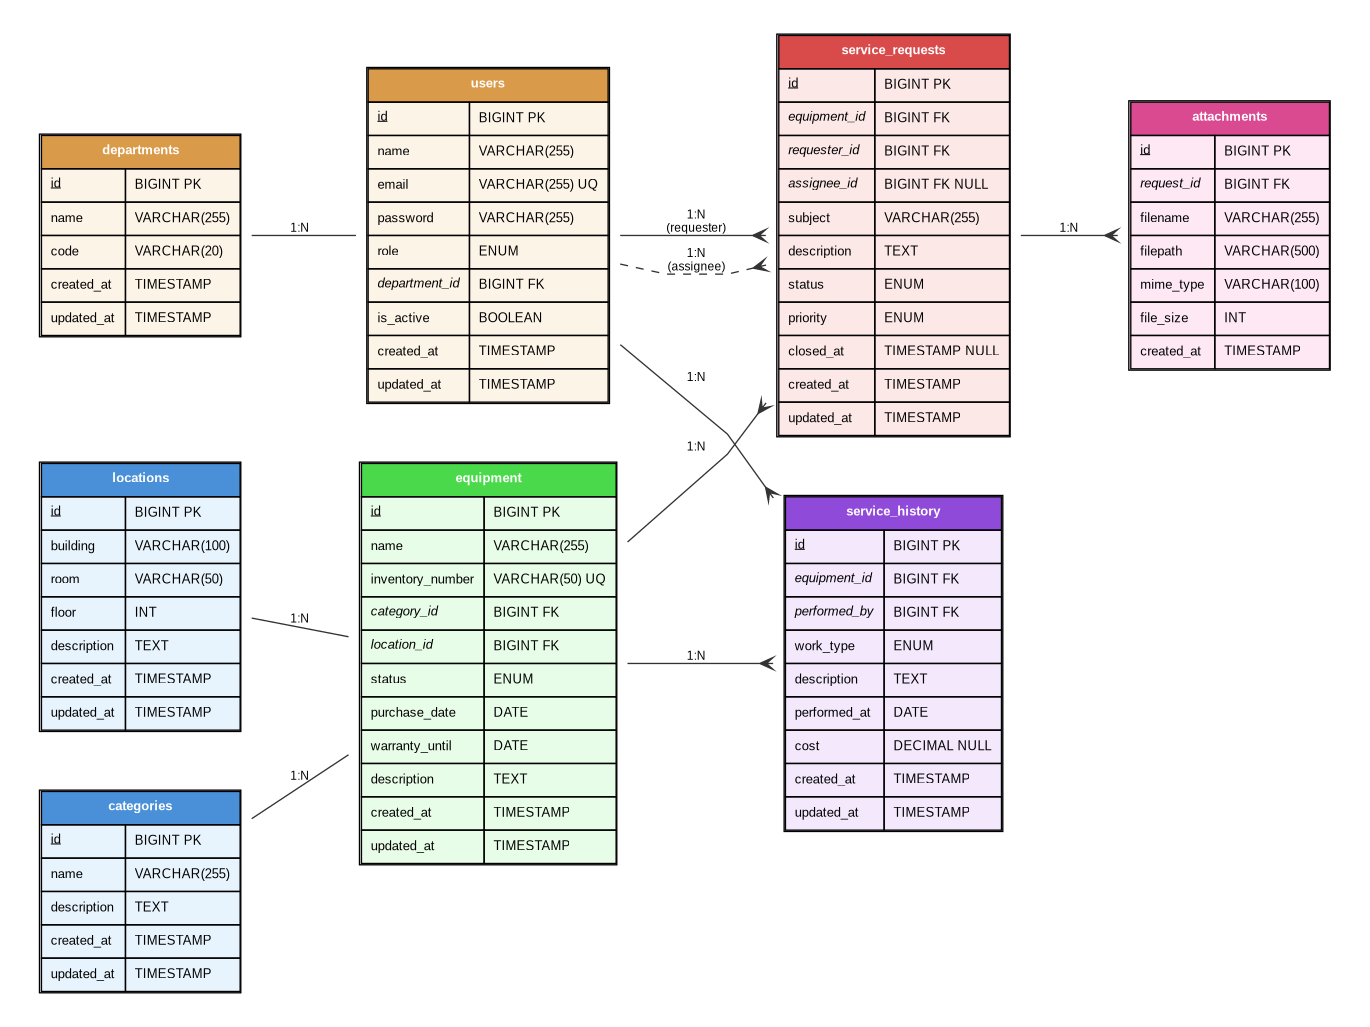 departments
id BIGINT PK
name VARCHAR(255)
code VARCHAR(20)
created_at TIMESTAMP
updated_at TIMESTAMP
1:N
users
id BIGINT PK
name VARCHAR(255)
email VARCHAR(255) UQ
password VARCHAR(255)
role ENUM
department_id BIGINT FK
is_active BOOLEAN
created_at TIMESTAMP
updated_at TIMESTAMP
1:N
(requester)
1:N
(assignee)
1:N
1:N
service_requests
id BIGINT PK
equipment_id BIGINT FK
requester_id BIGINT FK
assignee_id BIGINT FK NULL
subject VARCHAR(255)
description TEXT
status ENUM
priority ENUM
closed_at TIMESTAMP NULL
created_at TIMESTAMP
updated_at TIMESTAMP
1:N
attachments
id BIGINT PK
request_id BIGINT FK
filename VARCHAR(255)
filepath VARCHAR(500)
mime_type VARCHAR(100)
file_size INT
created_at TIMESTAMP
locations
id BIGINT PK
building VARCHAR(100)
room VARCHAR(50)
floor INT
description TEXT
created_at TIMESTAMP
updated_at TIMESTAMP
1:N
equipment
id BIGINT PK
name VARCHAR(255)
inventory_number VARCHAR(50) UQ
category_id BIGINT FK
location_id BIGINT FK
status ENUM
purchase_date DATE
warranty_until DATE
description TEXT
created_at TIMESTAMP
updated_at TIMESTAMP
1:N
service_history
id BIGINT PK
equipment_id BIGINT FK
performed_by BIGINT FK
work_type ENUM
description TEXT
performed_at DATE
cost DECIMAL NULL
created_at TIMESTAMP
updated_at TIMESTAMP
1:N
categories
id BIGINT PK
name VARCHAR(255)
description TEXT
created_at TIMESTAMP
updated_at TIMESTAMP